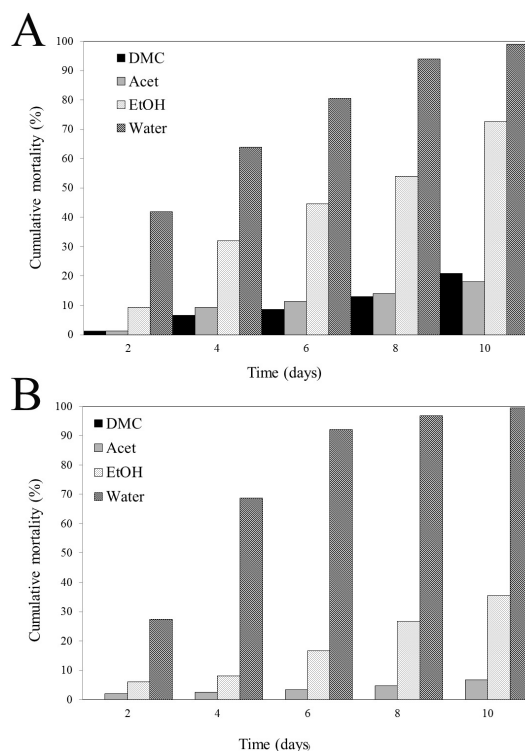 A
100
90
80
70
60
50
40
30
20
10
0
Cumulative mortality (%)
DMC
Acet
EtOH
Water
2 4 6 8 10
Time (days)
B
100
90
80
70
60
50
40
30
20
10
0
Cumulative mortality (%)
DMC
Acet
EtOH
Water
2 4 6 8 10
Time (days)